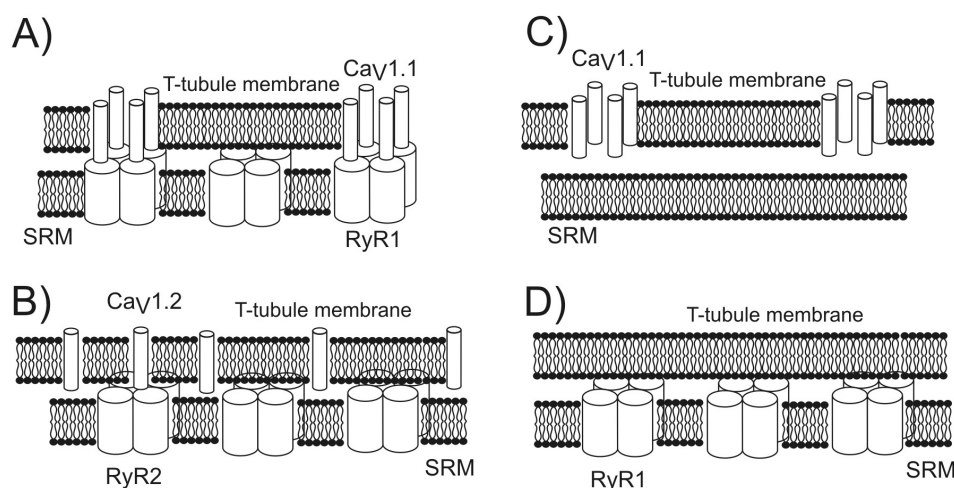 A)
CaV1.1
T-tubule membrane
SRM
RyR1
B)
CaV1.2
T-tubule membrane
RyR2
SRM
C)
CaV1.1
T-tubule membrane
SRM
D)
T-tubule membrane
RyR1
SRM